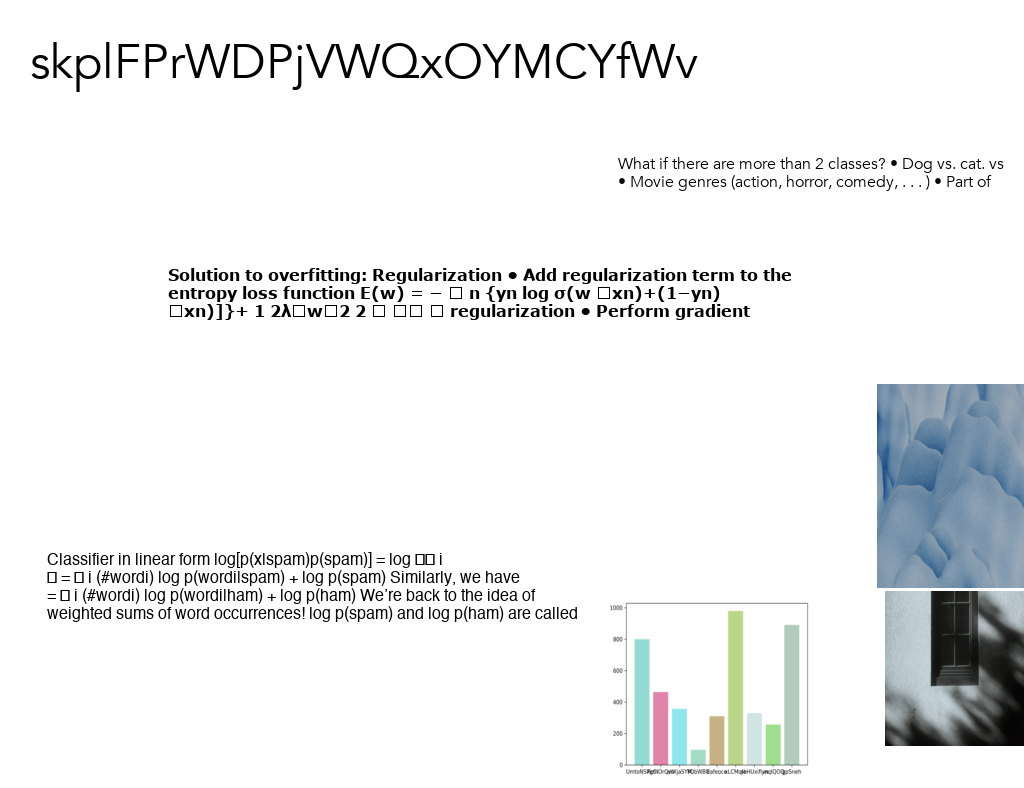 skplFPrWDPjVWQxOYMCYfWv
What if there are more than 2 classes? • Dog vs. cat. vs
• Movie genres (action, horror, comedy, . . . ) • Part of
Solution to overfitting: Regularization • Add regularization term to the
entropy loss function E(w) = − □ n {yn log σ(w □xn)+(1−yn)
□xn)]}+ 1 2λ□w□2 2 □ □□ □ regularization • Perform gradient
Classifier in linear form log[p(x|spam)p(spam)] = log □□ i
□ = □ i (#wordi) log p(wordi|spam) + log p(spam) Similarly, we have
= □ i (#wordi) log p(wordi|ham) + log p(ham) We’re back to the idea of
weighted sums of word occurrences! log p(spam) and log p(ham) are called
1000
800
600
400
200
0